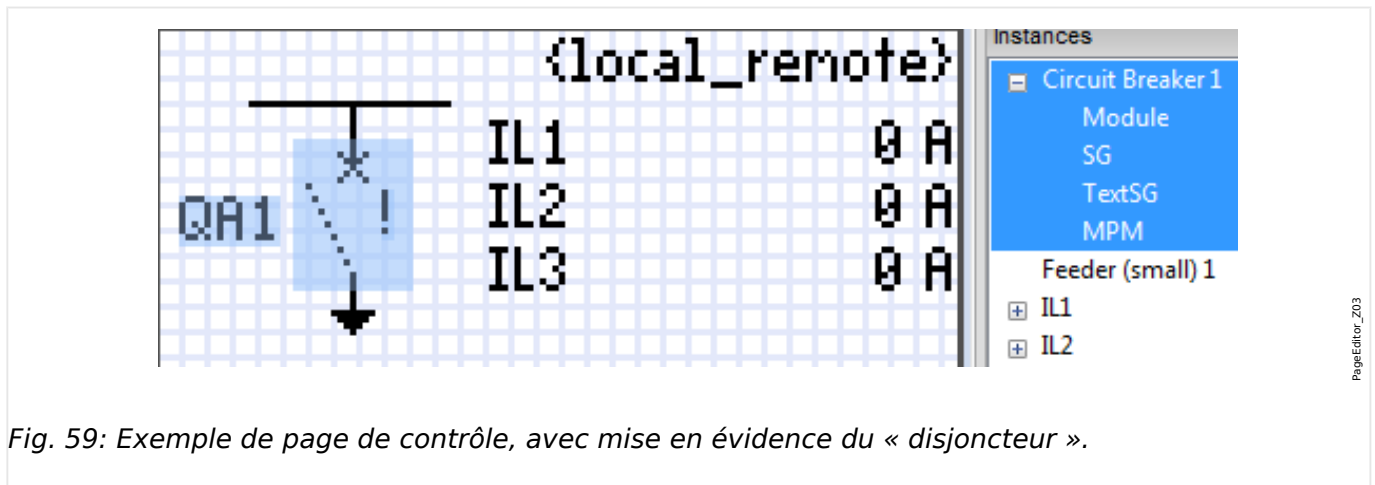 {local_remote}
IL1 0 A
QA1 ! IL2 0 A
IL3 0 A
Instances
Circuit Breaker 1
Module
SG
TextSG
MPM
Feeder (small) 1
IL1
IL2
PageEditor_Z03
Fig. 59: Exemple de page de contrôle, avec mise en évidence du « disjoncteur ».